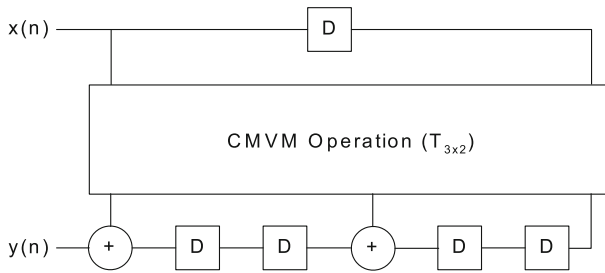 x(n)
D
CMVM Operation (T3x2)
y(n) + D D + D D